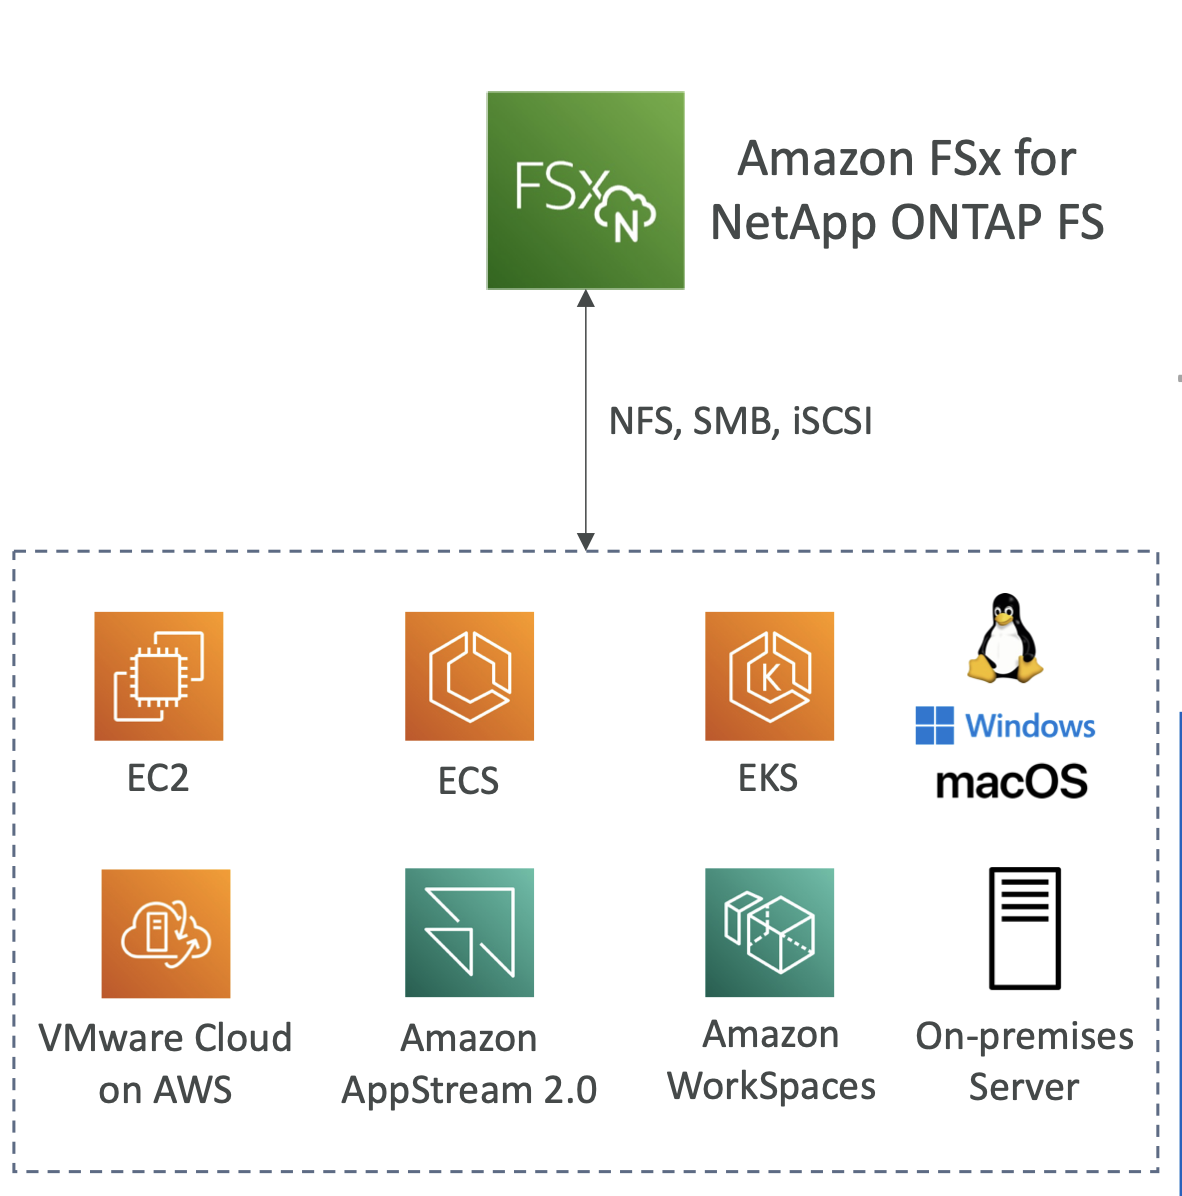 FSx
N
Amazon FSx for
NetApp ONTAP FS
NFS, SMB, iSCSI
EC2
ECS
K
EKS
Windows
macOS
VMware Cloud
on AWS
Amazon
AppStream 2.0
Amazon
WorkSpaces
On-premises
Server